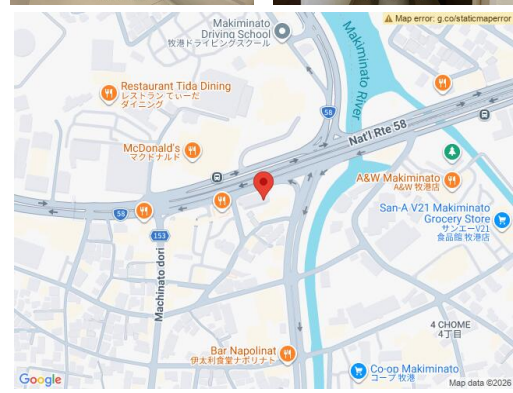 Map error: g.co/staticmaperror
Makiminato
Driving School
牧港ドライビングスクール
Makiminato River
Restaurant Tida Dining
レストラン てぃーだ
ダイニング
58
Nat'l Rte 58
McDonald's
マクドナルド
A&W Makiminato
A&W 牧港店
San-A V21 Makiminato
Grocery Store
サンエーV21
食品館 牧港店
58
153
Machinato dori
4 CHOME
4丁目
Bar Napolinat
伊太利食堂ナポリナト
Co-op Makiminato
コープ 牧港
Google
Map data ©2026